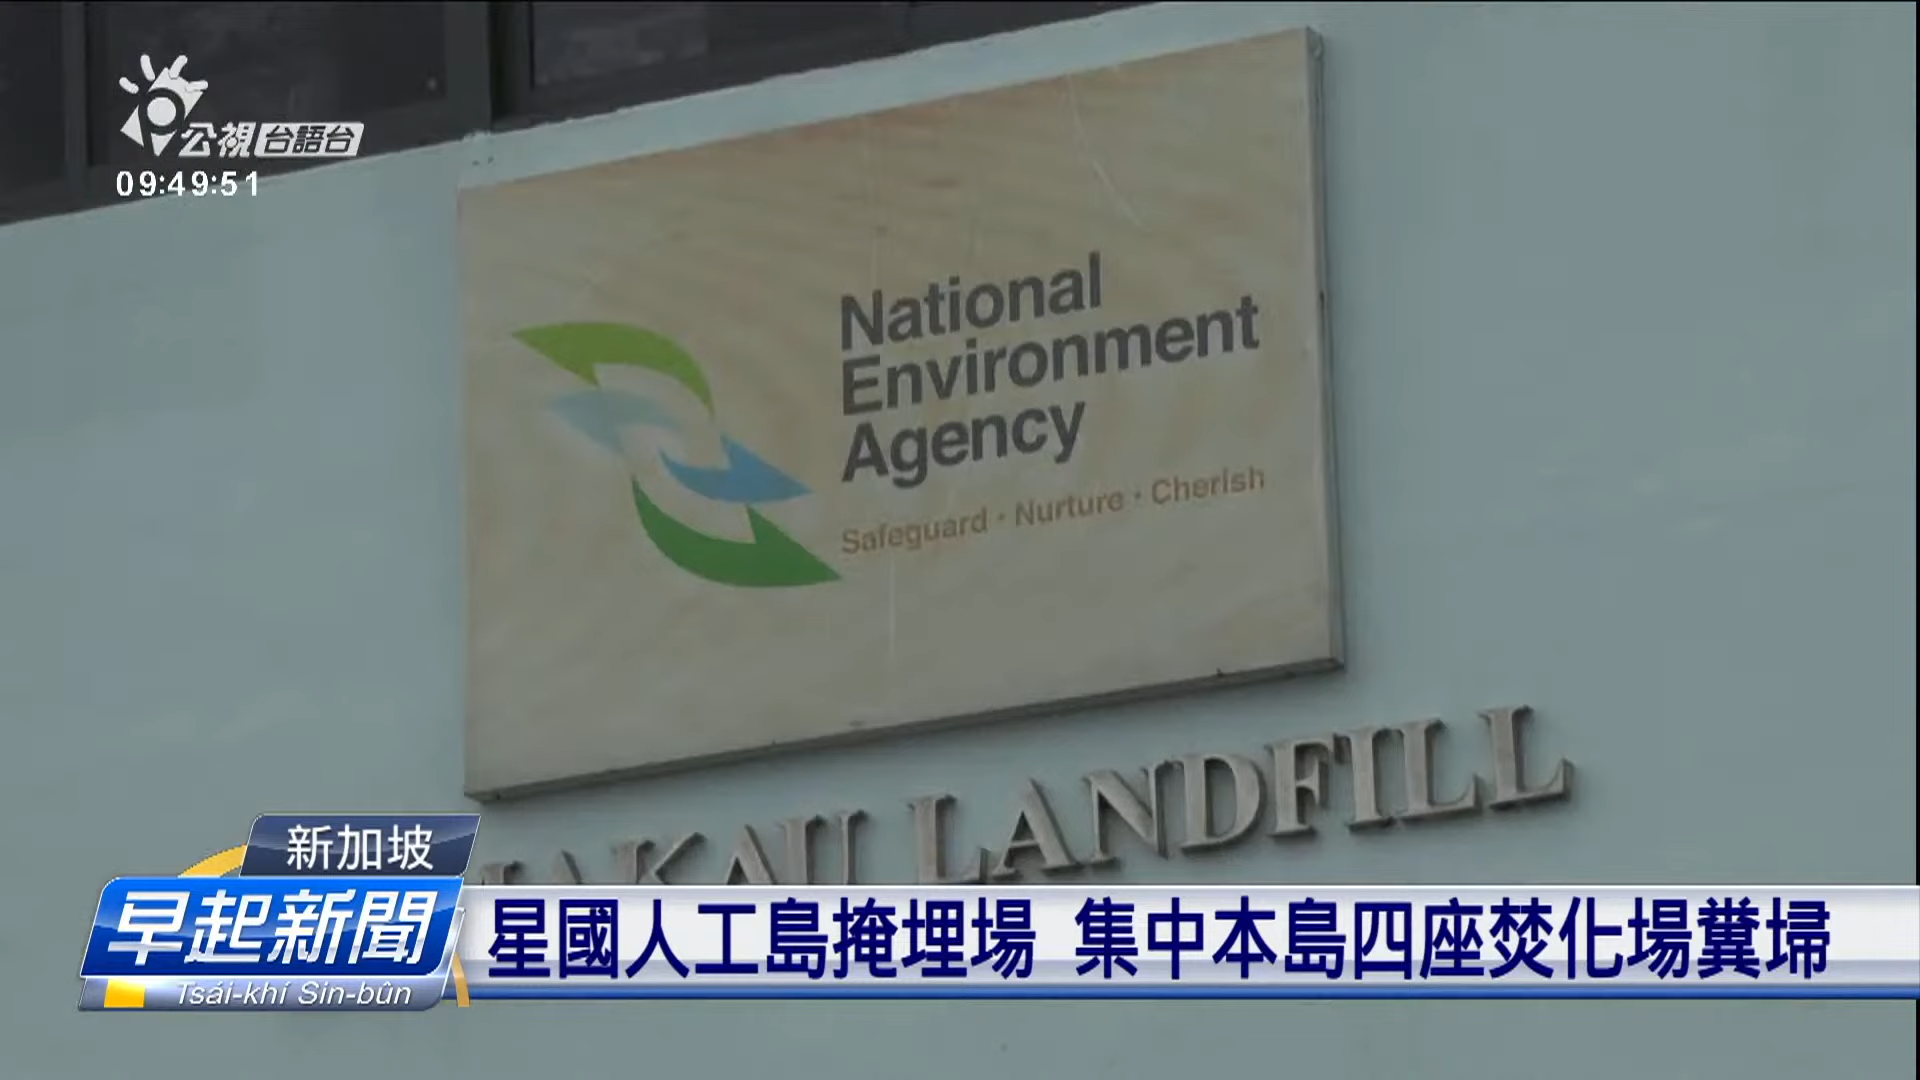 公視台語台
09:49:51
National
Environment
Agency
Safeguard · Nurture · Cherish
MAKAU LANDFILL
新加坡
早起新聞
星國人工島掩埋場 集中本島四座焚化場糞埽
Tsái-khí Sin-bûn